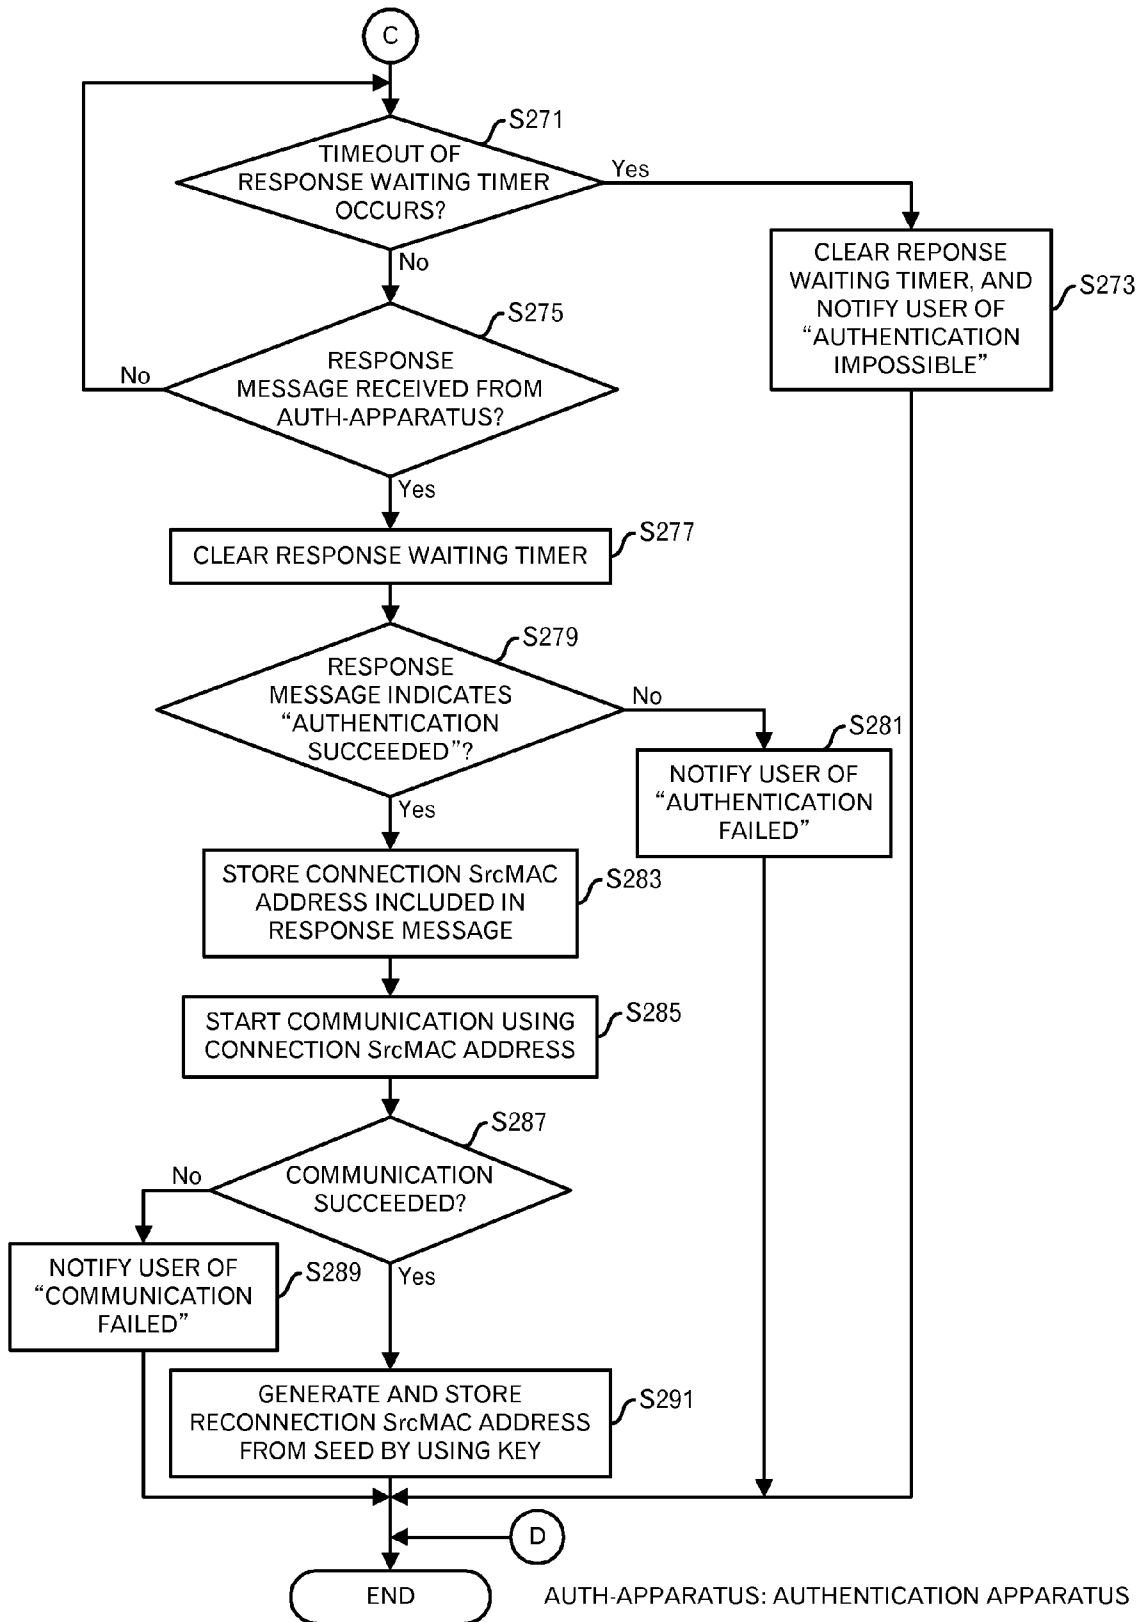 C
S271
TIMEOUT OF
RESPONSE WAITING TIMER
OCCURS?
Yes
No
CLEAR REPONSE
WAITING TIMER, AND
NOTIFY USER OF
“AUTHENTICATION
IMPOSSIBLE”
S273
S275
RESPONSE
MESSAGE RECEIVED FROM
AUTH-APPARATUS?
No
Yes
CLEAR RESPONSE WAITING TIMER
S277
S279
RESPONSE
MESSAGE INDICATES
“AUTHENTICATION
SUCCEEDED”?
No
Yes
S281
NOTIFY USER OF
“AUTHENTICATION
FAILED”
STORE CONNECTION SrcMAC
ADDRESS INCLUDED IN
RESPONSE MESSAGE
S283
START COMMUNICATION USING
CONNECTION SrcMAC ADDRESS
S285
S287
COMMUNICATION
SUCCEEDED?
No
Yes
NOTIFY USER OF
“COMMUNICATION
FAILED”
S289
GENERATE AND STORE
RECONNECTION SrcMAC ADDRESS
FROM SEED BY USING KEY
S291
D
END
AUTH-APPARATUS: AUTHENTICATION APPARATUS